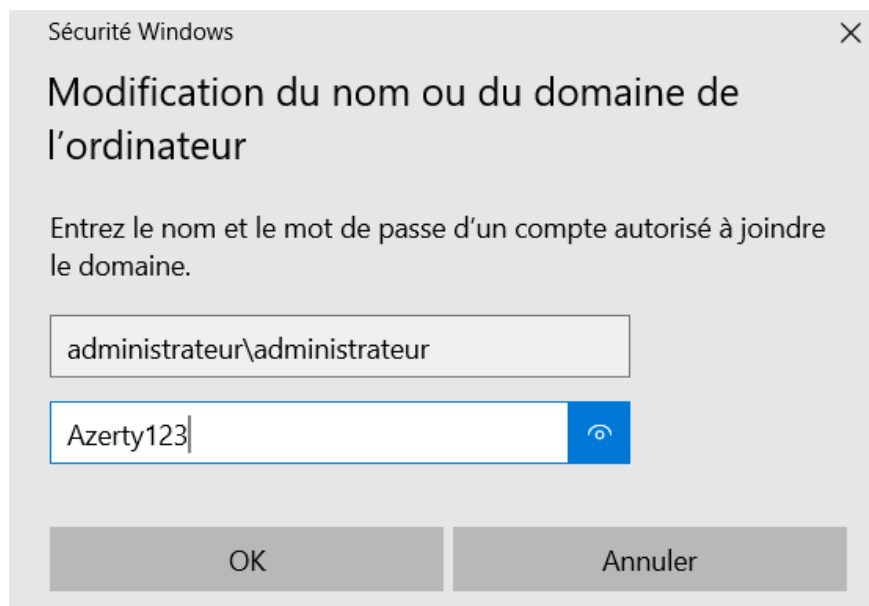 Sécurité Windows
Modification du nom ou du domaine de
l’ordinateur
Entrez le nom et le mot de passe d’un compte autorisé à joindre
le domaine.
administrateur\administrateur
Azerty123
OK
Annuler